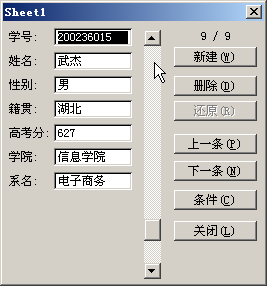 Sheet1
学号: 200236015
姓名: 武杰
性别: 男
籍贯: 湖北
高考分: 627
学院: 信息学院
系名: 电子商务
9 / 9
新建(W)
删除(D)
还原(R)
上一条(P)
下一条(N)
条件(C)
关闭(L)